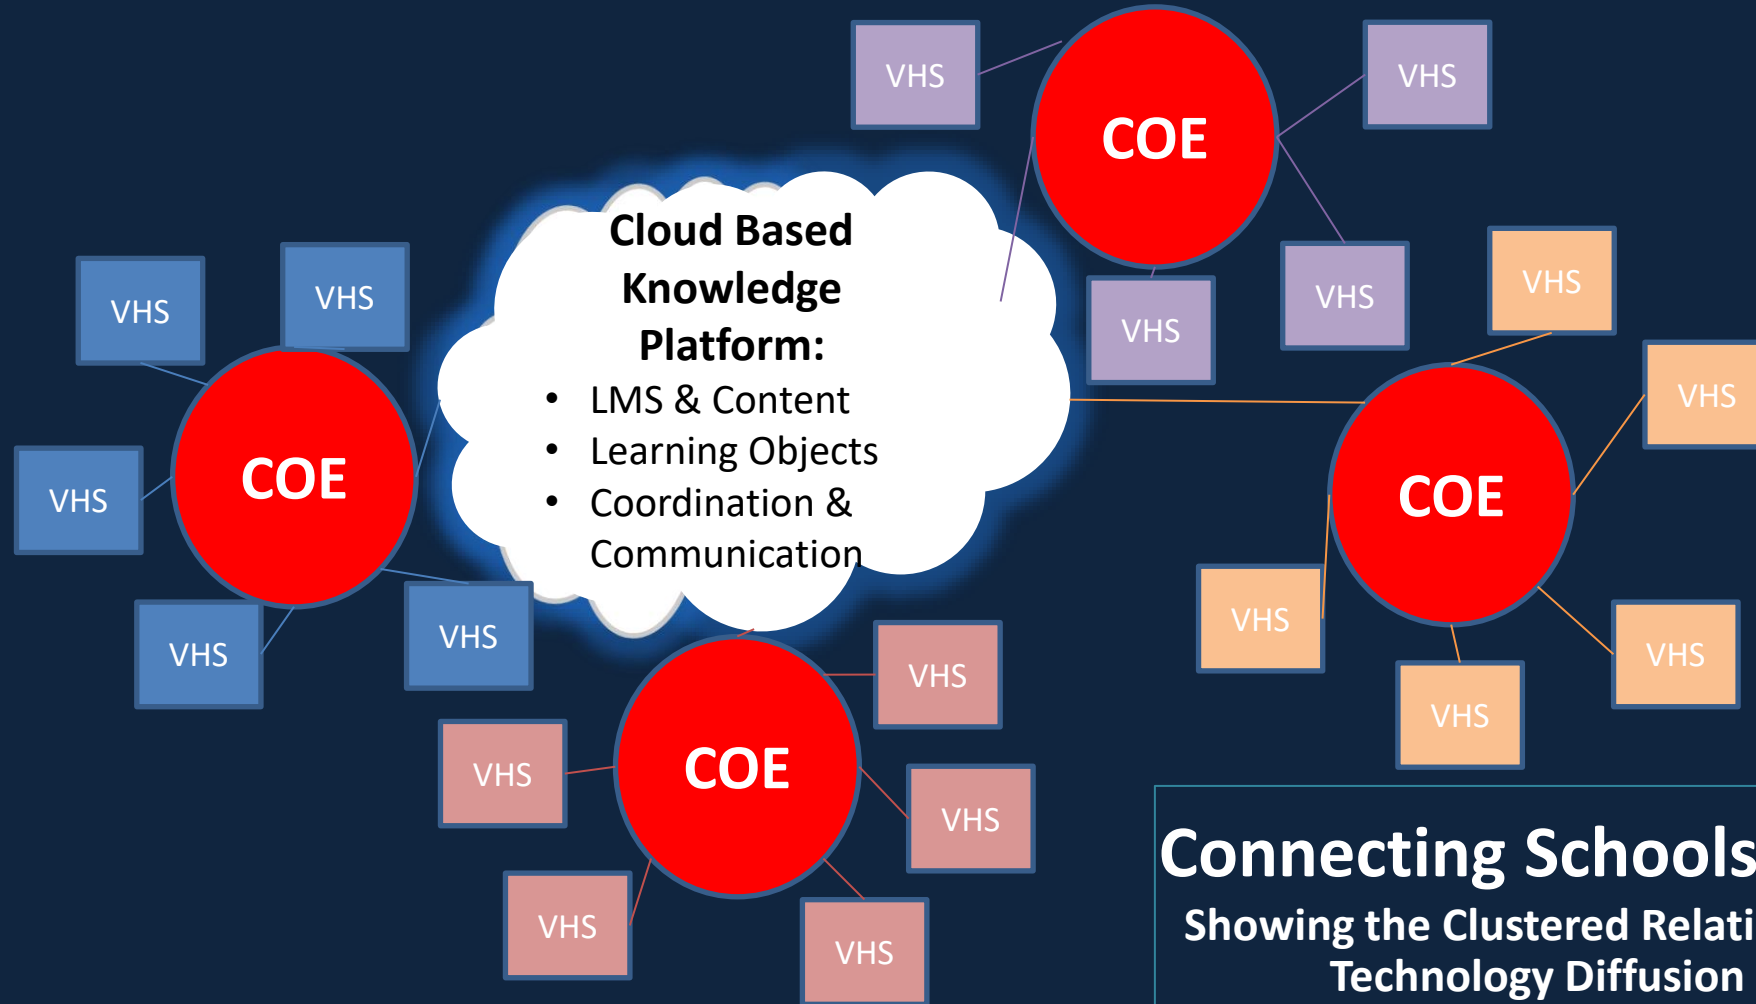 VHS
COE
VHS
VHS
VHS
VHS
VHS
VHS
COE
VHS
VHS
VHS
Cloud Based
Knowledge
Platform:
• LMS & Content
• Learning Objects
• Coordination &
Communication
VHS
VHS
COE
VHS
VHS
VHS
VHS
COE
VHS
VHS
VHS
VHS
Connecting Schools
Showing the Clustered
Technology Diffusion